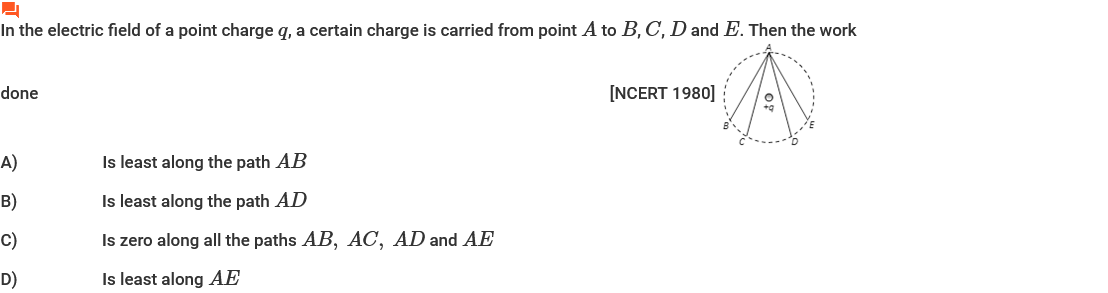 In the electric field of a point charge q, a certain charge is carried from point A to B, C, D and E. Then the work
done [NCERT 1980]
A
+q
B
E
C
D
A) Is least along the path AB
B) Is least along the path AD
C) Is zero along all the paths AB, AC, AD and AE
D) Is least along AE